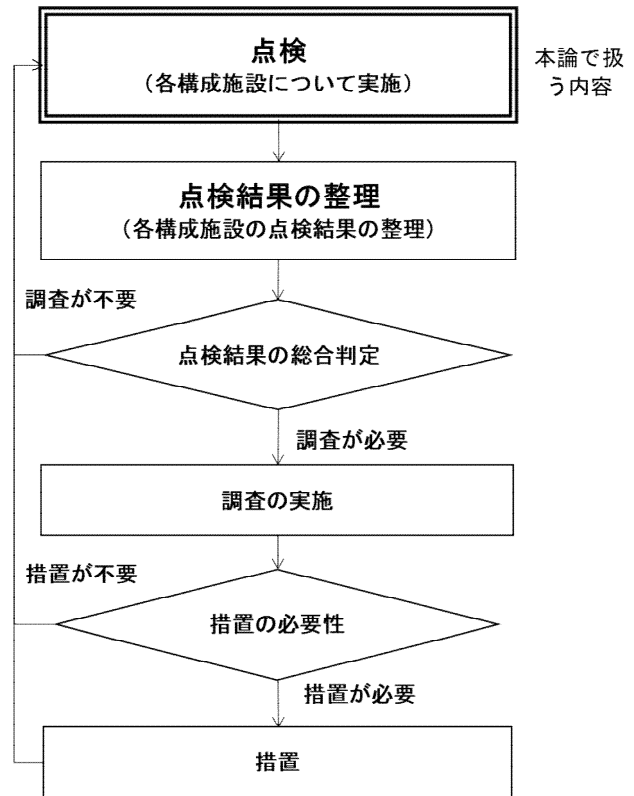 点検
（各構成施設について実施）
本論で扱
う内容
点検結果の整理
（各構成施設の点検結果の整理）
調査が不要
点検結果の総合判定
調査が必要
調査の実施
措置が不要
措置の必要性
措置が必要
措置